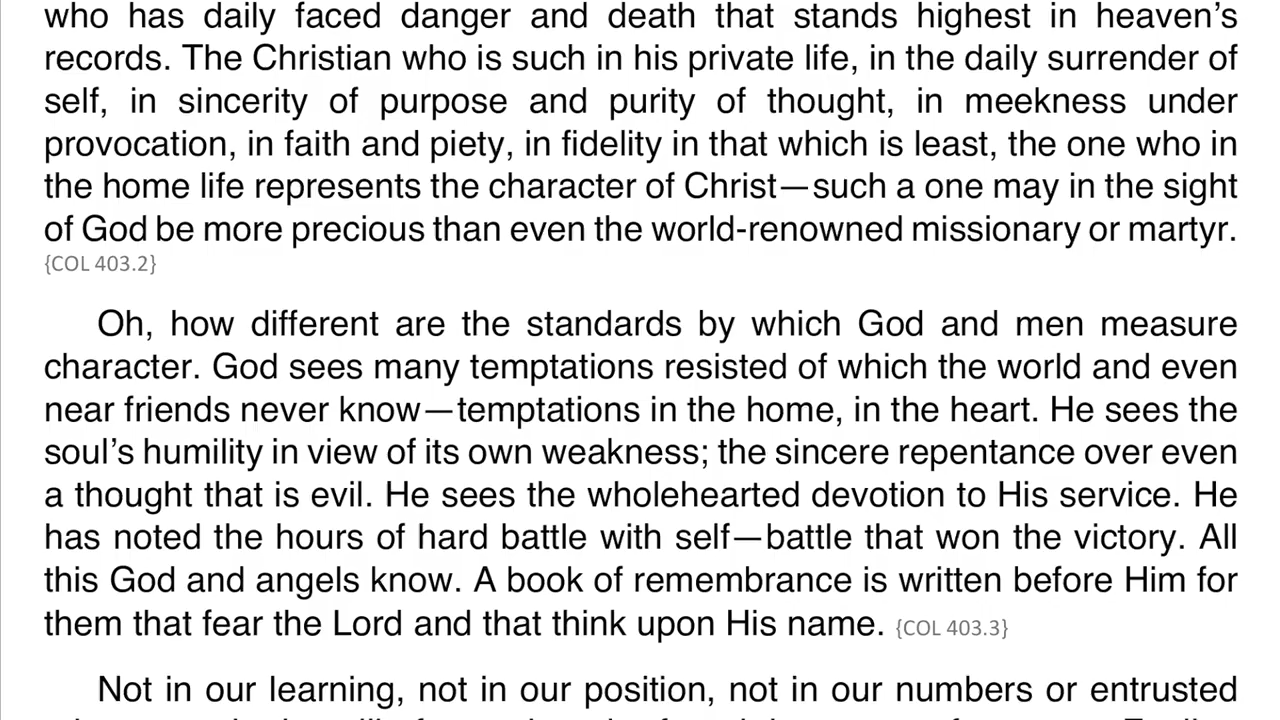 who has daily faced danger and death that stands highest in heaven’s
records. The Christian who is such in his private life, in the daily surrender of
self, in sincerity of purpose and purity of thought, in meekness under
provocation, in faith and piety, in fidelity in that which is least, the one who in
the home life represents the character of Christ—such a one may in the sight
of God be more precious than even the world-renowned missionary or martyr.
{COL 403.2}
Oh, how different are the standards by which God and men measure
character. God sees many temptations resisted of which the world and even
near friends never know—temptations in the home, in the heart. He sees the
soul’s humility in view of its own weakness; the sincere repentance over even
a thought that is evil. He sees the wholehearted devotion to His service. He
has noted the hours of hard battle with self—battle that won the victory. All
this God and angels know. A book of remembrance is written before Him for
them that fear the Lord and that think upon His name. {COL 403.3}
Not in our learning, not in our position, not in our numbers or entrusted